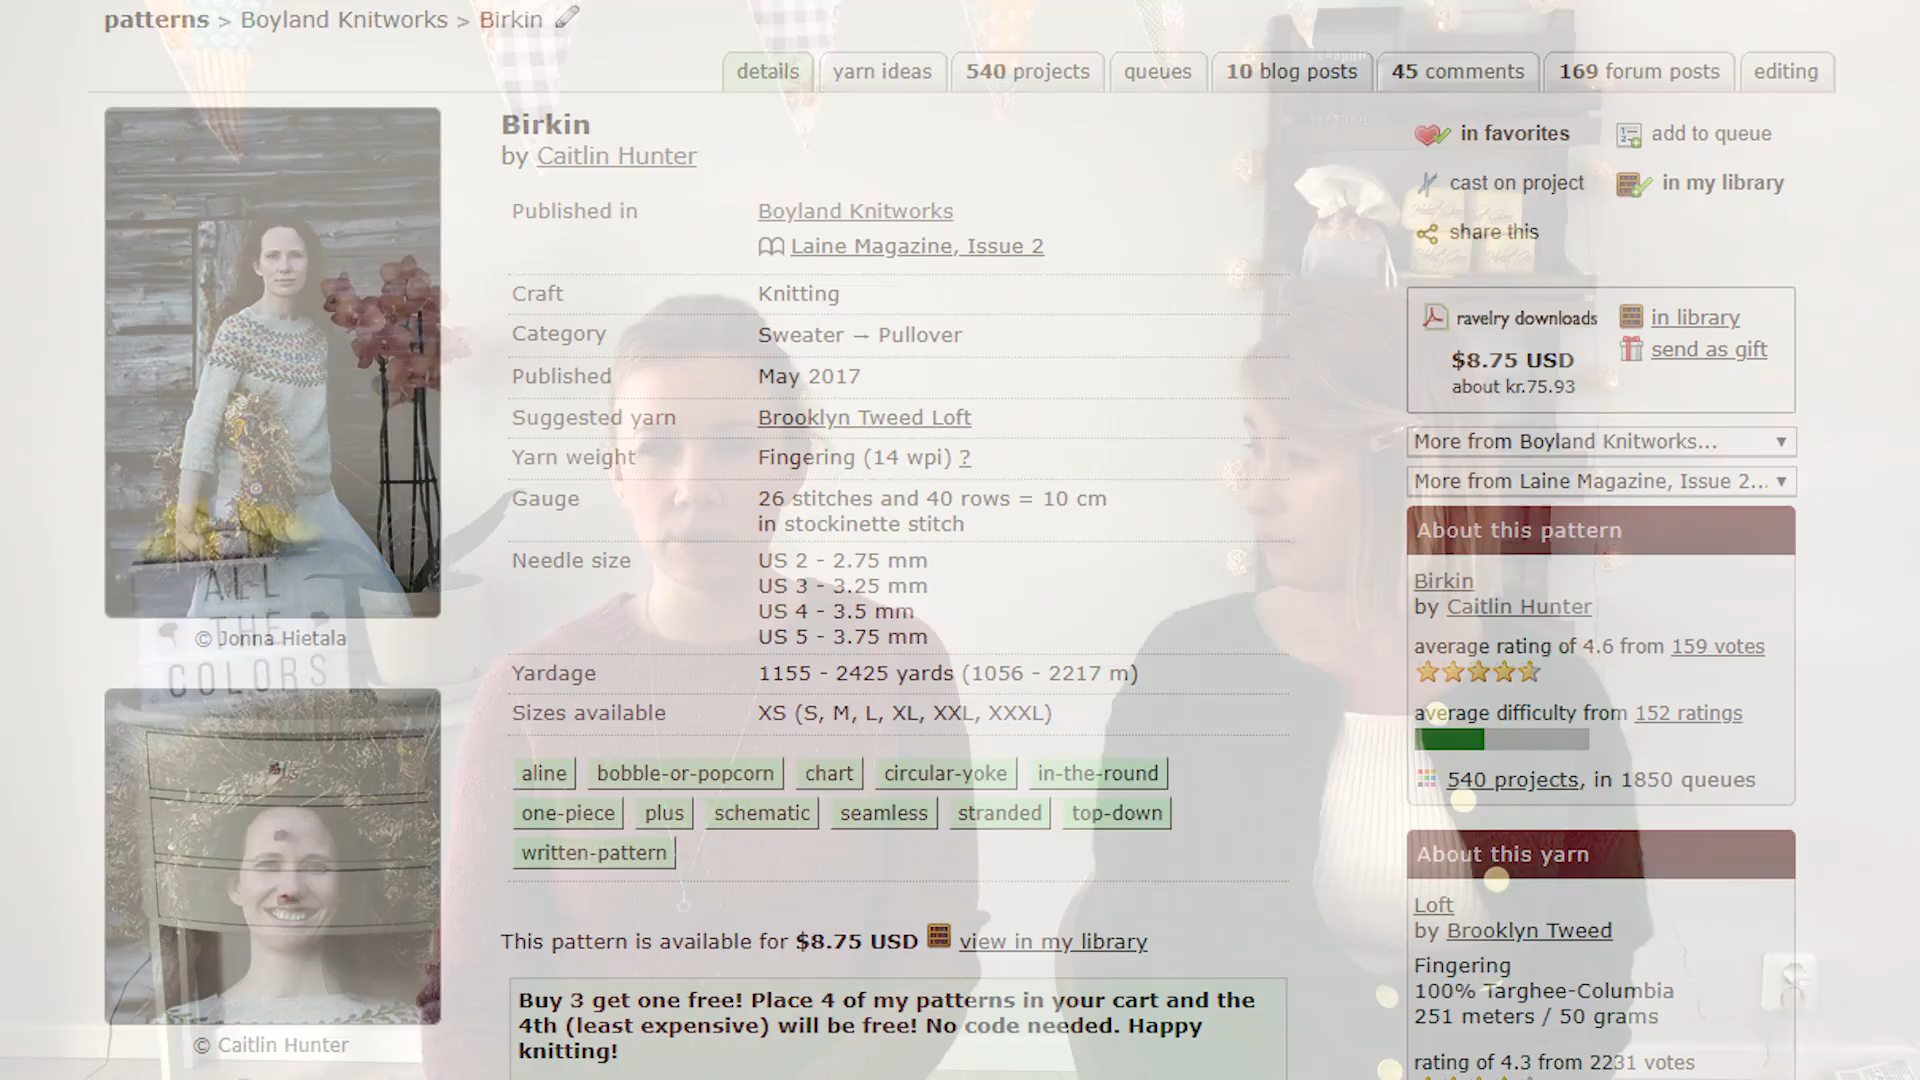 patterns > Boyland Knitworks > Birkin
details
yarn ideas
540 projects
queues
10 blog posts
45 comments
169 forum posts
editing
Birkin
by Caitlin Hunter
Published in Boyland Knitworks
Laine Magazine, Issue 2
Craft Knitting
Category Sweater → Pullover
Published May 2017
Suggested yarn Brooklyn Tweed Loft
Yarn weight Fingering (14 wpi) ?
Gauge 26 stitches and 40 rows = 10 cm
in stockinette stitch
Needle size US 2 - 2.75 mm
US 3 - 3.25 mm
US 4 - 3.5 mm
US 5 - 3.75 mm
Yardage 1155 - 2425 yards (1056 - 2217 m)
Sizes available XS (S, M, L, XL, XXL, XXXL)
aline bobble-or-popcorn chart circular-yoke in-the-round
one-piece plus schematic seamless stranded top-down
written-pattern
This pattern is available for $8.75 USD view in my library
Buy 3 get one free! Place 4 of my patterns in your cart and the
4th (least expensive) will be free! No code needed. Happy
knitting!
© Jonna Hietala
© Caitlin Hunter
ALL
THE
COLORS
in favorites add to queue
cast on project in my library
share this
ravelry downloads in library
$8.75 USD send as gift
about kr.75.93
More from Boyland Knitworks...
More from Laine Magazine, Issue 2...
About this pattern
Birkin
by Caitlin Hunter
average rating of 4.6 from 159 votes
average difficulty from 152 ratings
540 projects, in 1850 queues
About this yarn
Loft
by Brooklyn Tweed
Fingering
100% Targhee-Columbia
251 meters / 50 grams
rating of 4.3 from 2231 votes